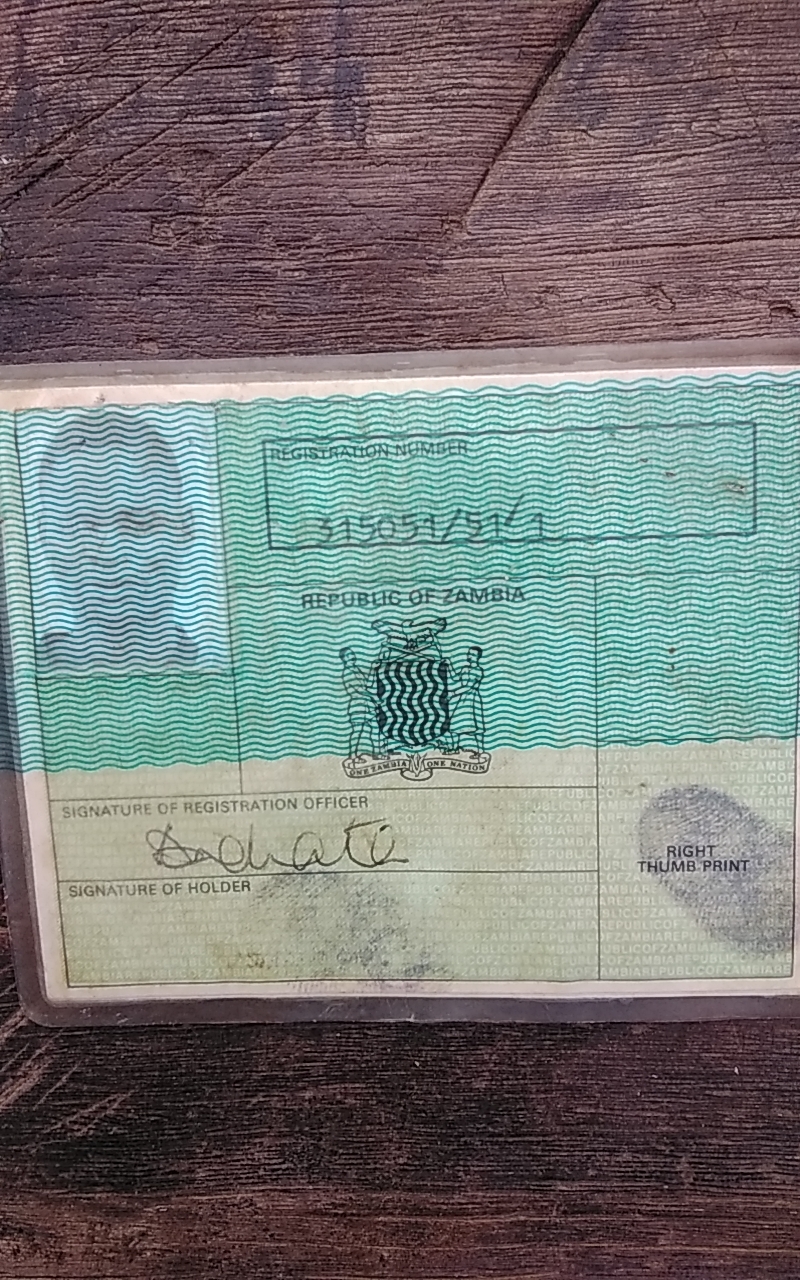 REGISTRATION NUMBER
315051/51/1
REPUBLIC OF ZAMBIA
ONE ZAMBIA ONE NATION
SIGNATURE OF REGISTRATION OFFICER
SIGNATURE OF HOLDER
RIGHT
THUMB PRINT